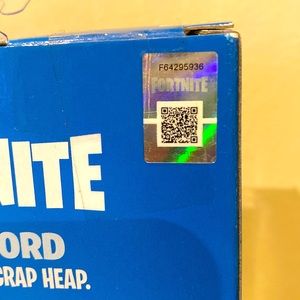 F64295936
FORTNITE
NITE
ORD
CRAP HEAP.